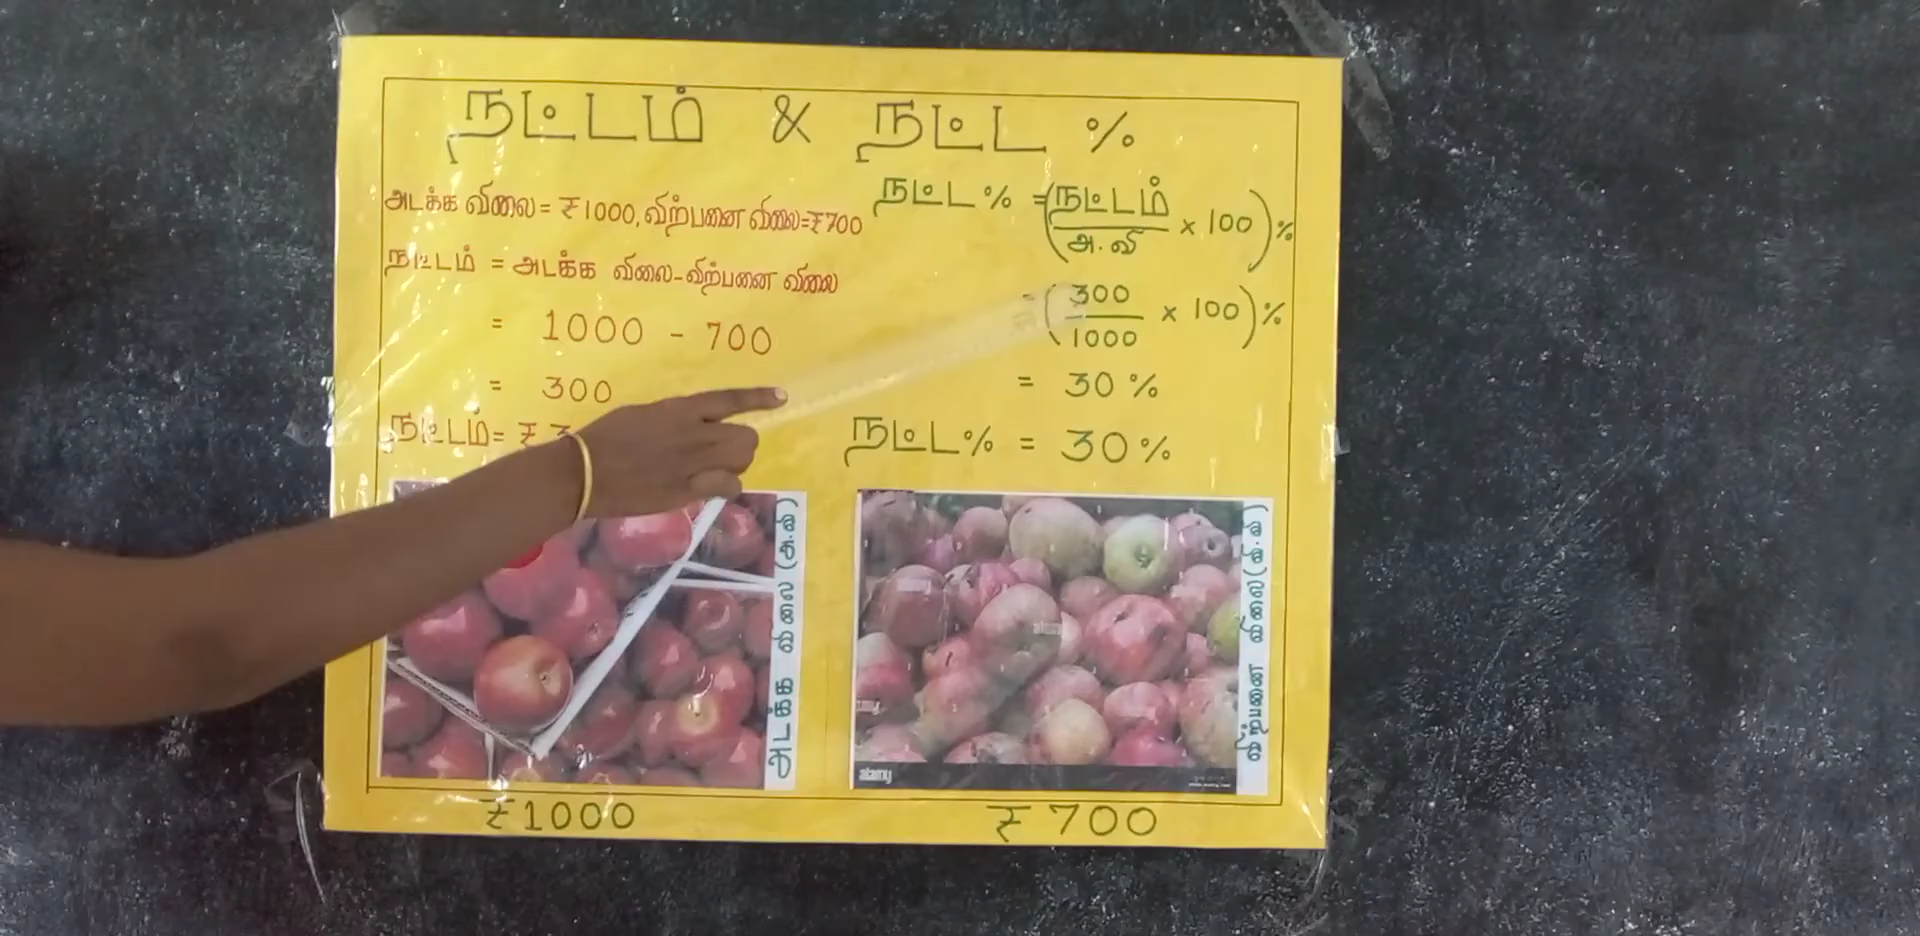 நட்டம் & நட்ட %
அடக்க விலை = ₹1000, விற்பனை விலை = ₹700
நட்டம் = அடக்க விலை - விற்பனை விலை
= 1000 - 700
= 300
நட்டம் = ₹ 3
நட்ட % = (நட்டம் / அ.வி × 100) %
= (300 / 1000 × 100) %
= 30 %
நட்ட % = 30 %
அடக்க விலை (அ.வி)
₹1000
விற்பனை விலை (வி.வி)
alamy
₹700